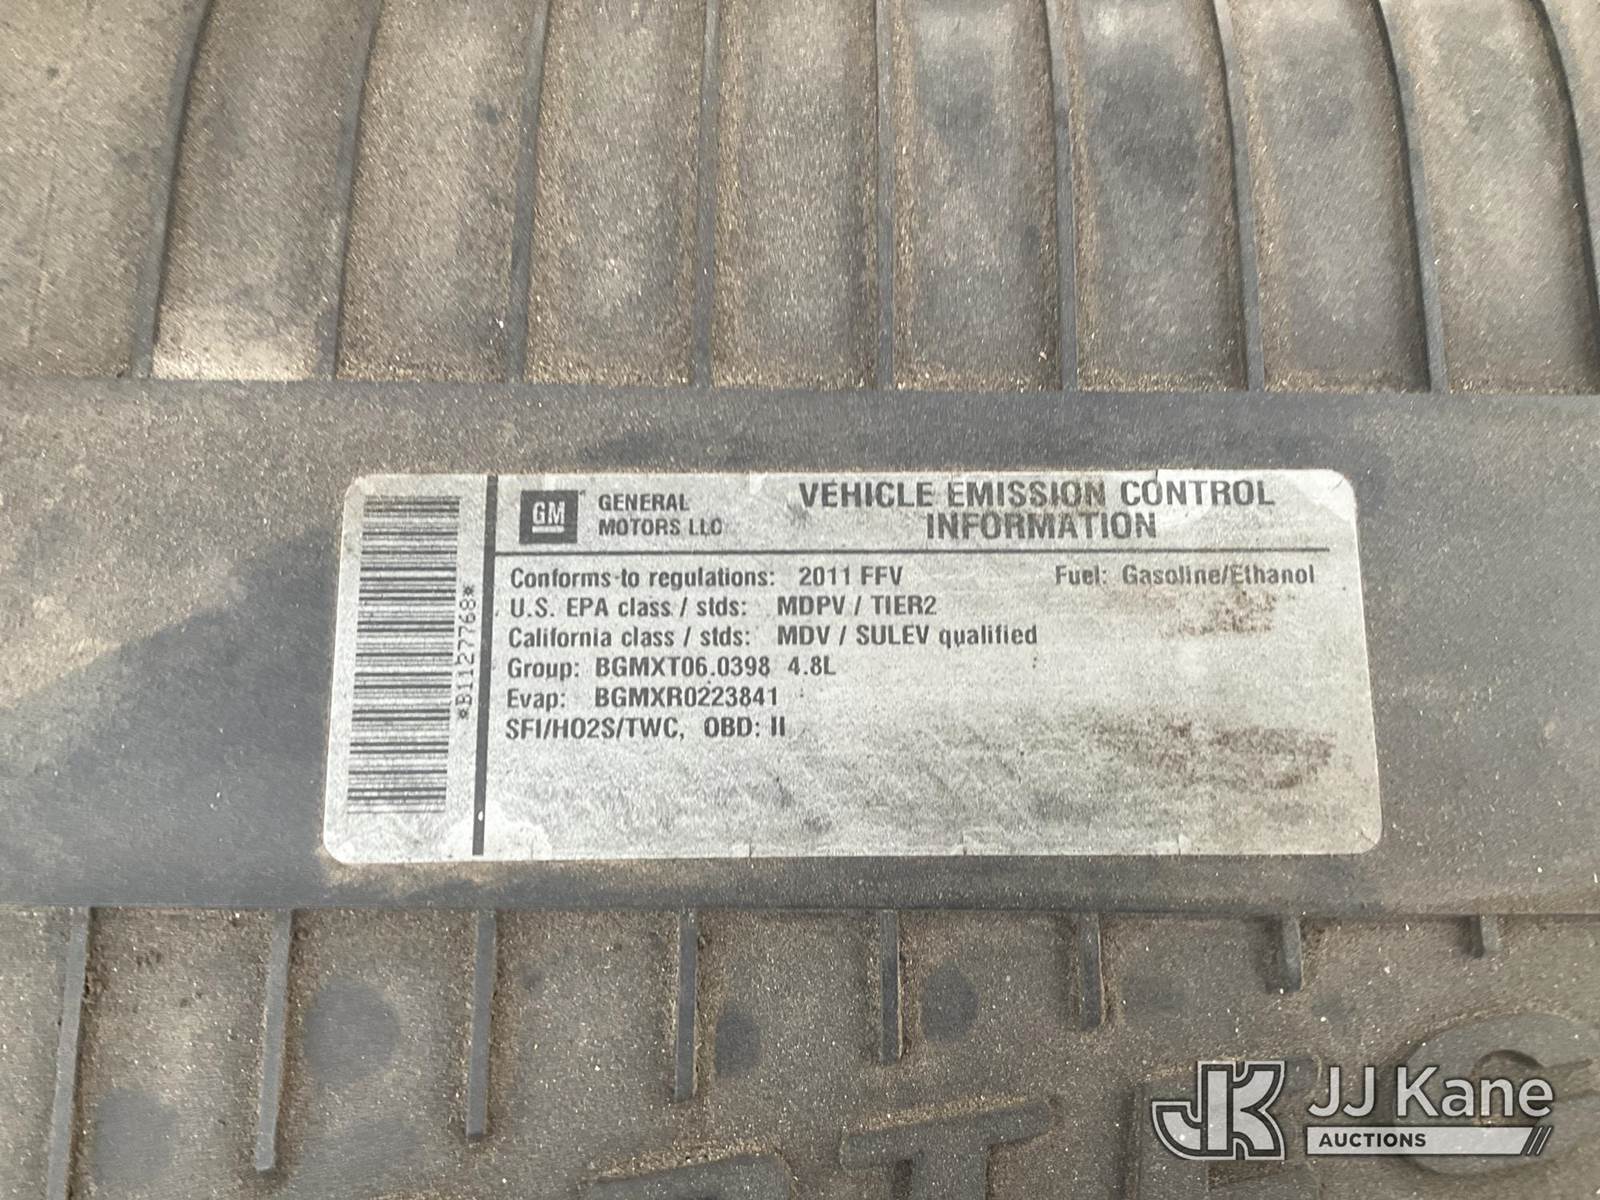 GM
GENERAL
MOTORS LLC
VEHICLE EMISSION CONTROL
INFORMATION
Conforms to regulations: 2011 FFV
Fuel: Gasoline/Ethanol
U.S. EPA class / stds: MDPV / TIER2
California class / stds: MDV / SULEV qualified
Group: BGMXT06.0398 4.8L
Evap: BGMXR0223841
SFI/HO2S/TWC, OBD: II
*B1127768*
JK
JJ Kane
AUCTIONS